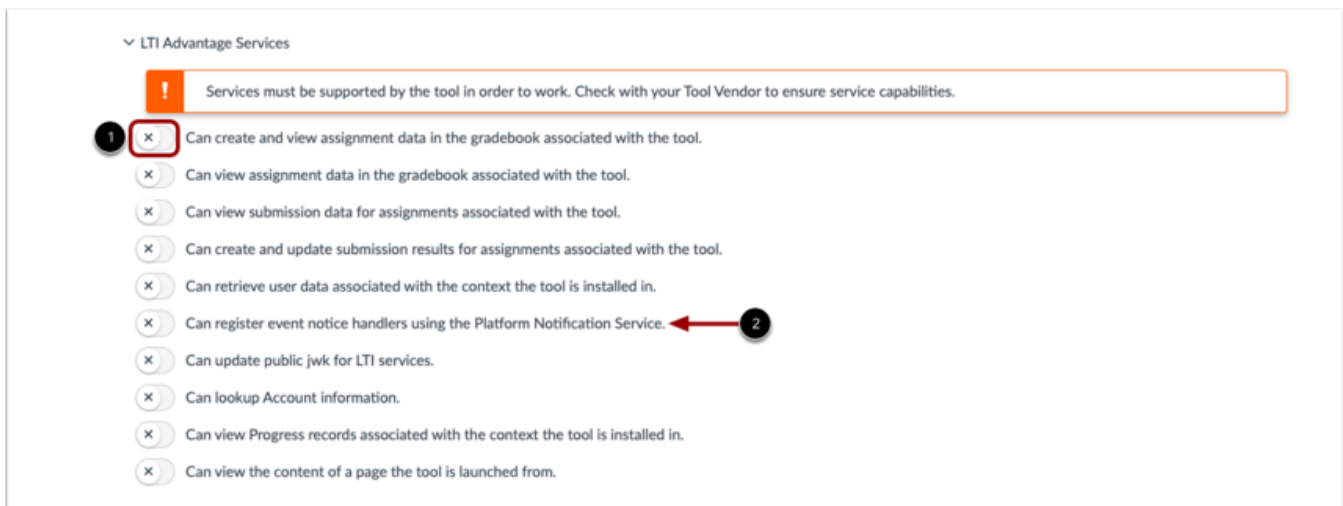 LTI Advantage Services
! Services must be supported by the tool in order to work. Check with your Tool Vendor to ensure service capabilities.
1 Can create and view assignment data in the gradebook associated with the tool.
Can view assignment data in the gradebook associated with the tool.
Can view submission data for assignments associated with the tool.
Can create and update submission results for assignments associated with the tool.
Can retrieve user data associated with the context the tool is installed in.
Can register event notice handlers using the Platform Notification Service. 2
Can update public jwk for LTI services.
Can lookup Account information.
Can view Progress records associated with the context the tool is installed in.
Can view the content of a page the tool is launched from.